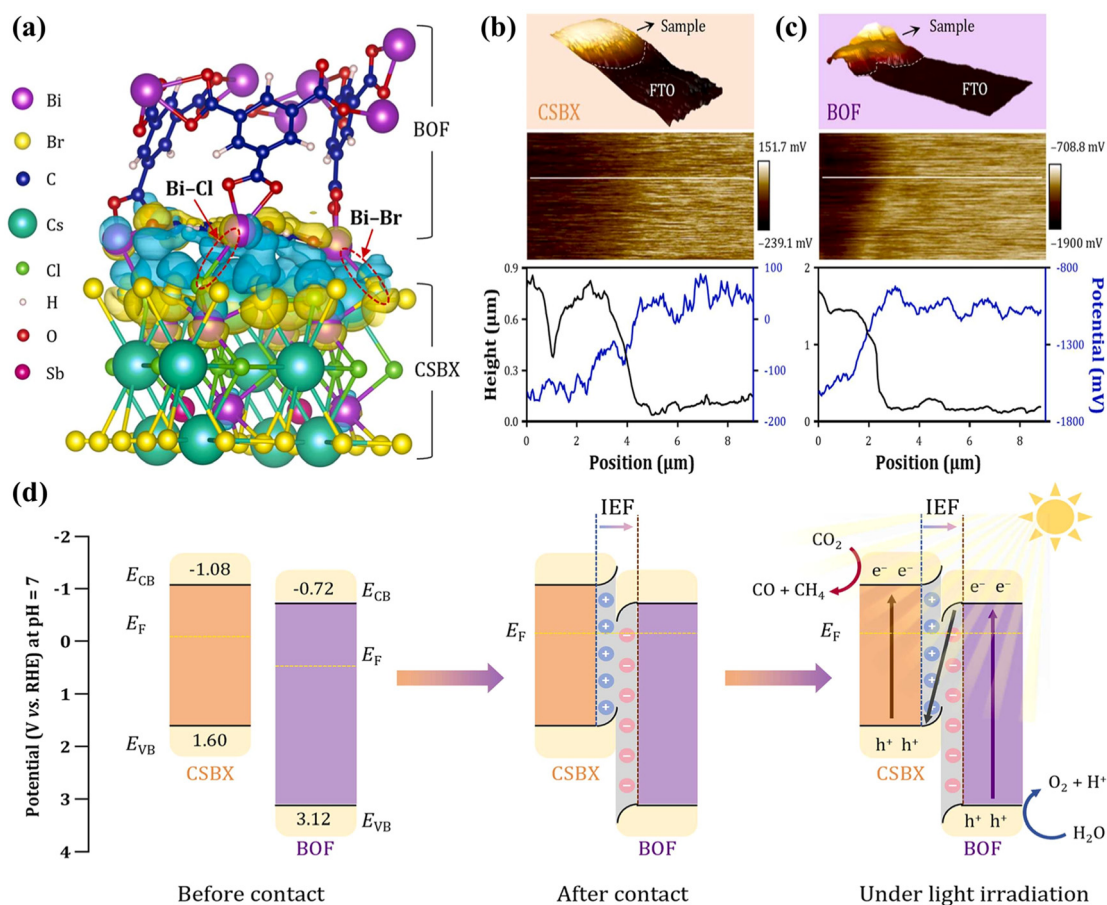 (a)
Bi
Br
C
Cs
Cl
H
O
Sb
BOF
Bi–Cl
Bi–Br
CSBX
(b)
Sample
FTO
CSBX
151.7 mV
−239.1 mV
Height (μm)
0.9
0.6
0.3
0.0
100
0
−100
−200
0 2 4 6 8
Position (μm)
(c)
Sample
FTO
BOF
−708.8 mV
−1900 mV
2
1
0
−800
−1300
−1800
Potential (mV)
0 2 4 6 8
Position (μm)
(d)
Potential (V vs. RHE) at pH = 7
-2
-1
0
1
2
3
4
ECB
-1.08
EF
EVB
1.60
CSBX
-0.72
ECB
EF
3.12
EVB
BOF
Before contact
IEF
EF
+ + + + +
− − − − − − −
CSBX
BOF
After contact
IEF
CO2
CO + CH4
e− e−
e− e−
EF
+ + + + +
− − − − − − −
h+ h+
CSBX
h+ h+
BOF
O2 + H+
H2O
Under light irradiation